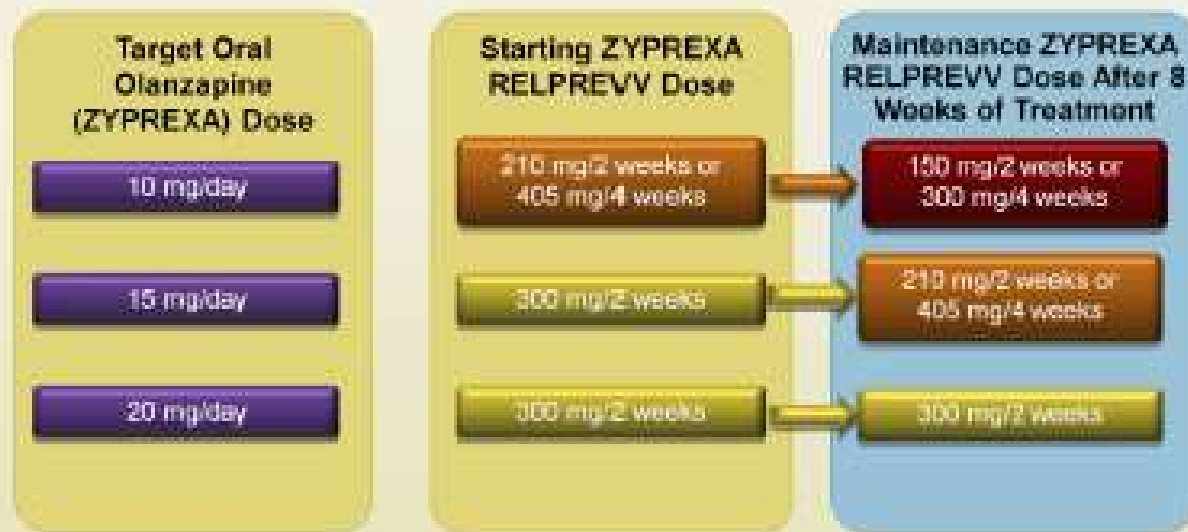 Target Oral
Olanzapine
(ZYPREXA) Dose
10 mg/day
15 mg/day
20 mg/day
Starting ZYPREXA
RELPREVV Dose
210 mg/2 weeks or
405 mg/4 weeks
300 mg/2 weeks
300 mg/2 weeks
Maintenance ZYPREXA
RELPREVV Dose After 8
Weeks of Treatment
150 mg/2 weeks or
300 mg/4 weeks
210 mg/2 weeks or
405 mg/4 weeks
300 mg/2 weeks